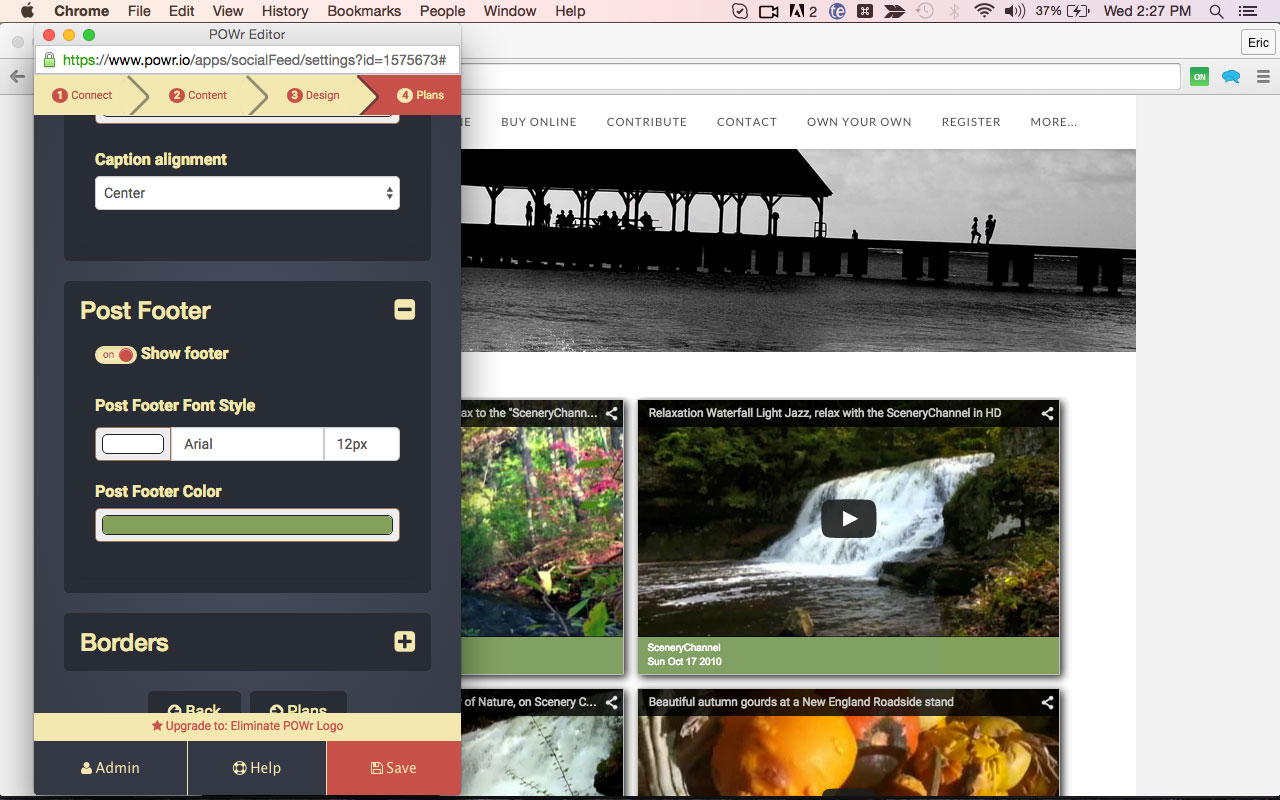 Chrome File Edit View History Bookmarks People Window Help 2 37% Wed 2:27 PM
POWr Editor
Eric
https://www.powr.io/apps/socialFeed/settings?id=1575673#
ON
1 Connect 2 Content 3 Design 4 Plans
BUY ONLINE CONTRIBUTE CONTACT OWN YOUR OWN REGISTER MORE...
Caption alignment
Center
Post Footer
on Show footer
Post Footer Font Style
Arial 12px
Post Footer Color
Borders
Back Plans
Upgrade to: Eliminate POWr Logo
Admin Help Save
ax to the "SceneryChann...
Relaxation Waterfall Light Jazz, relax with the SceneryChannel in HD
SceneryChannel
Sun Oct 17 2010
of Nature, on Scenery C...
Beautiful autumn gourds at a New England Roadside stand